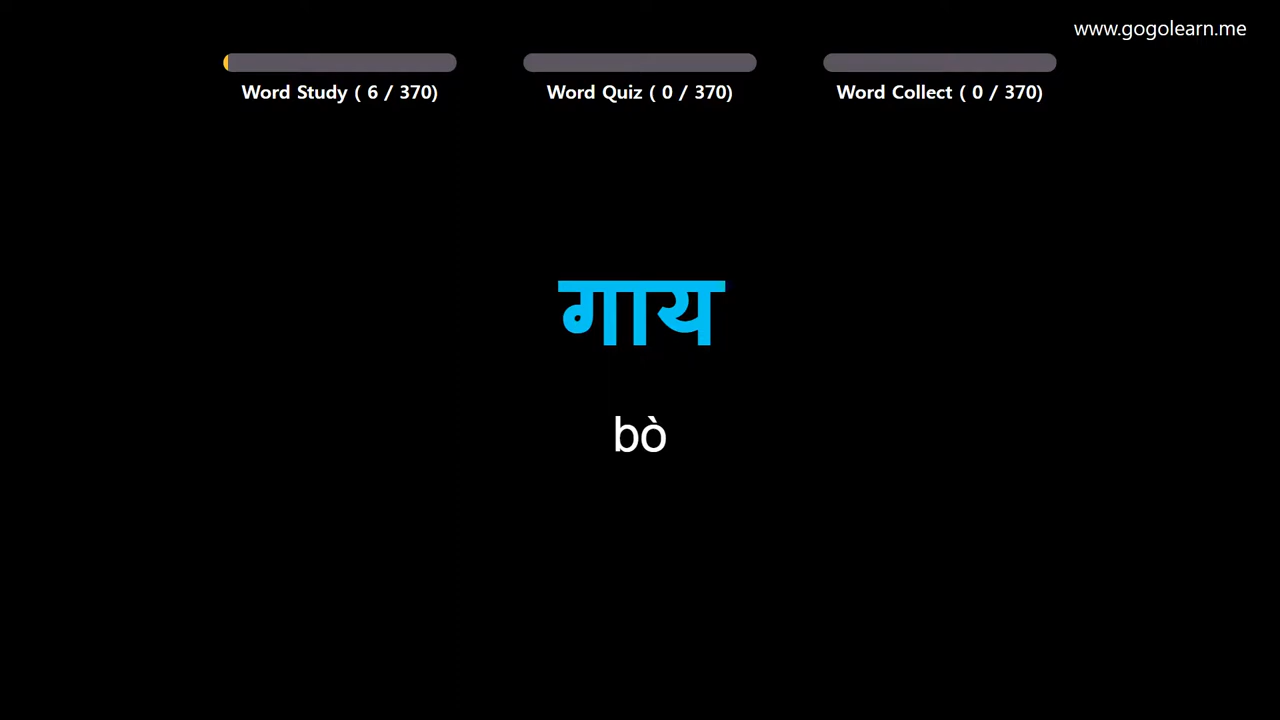 www.gogolearn.me
Word Study ( 6 / 370)
Word Quiz ( 0 / 370)
Word Collect ( 0 / 370)
गाय
bò